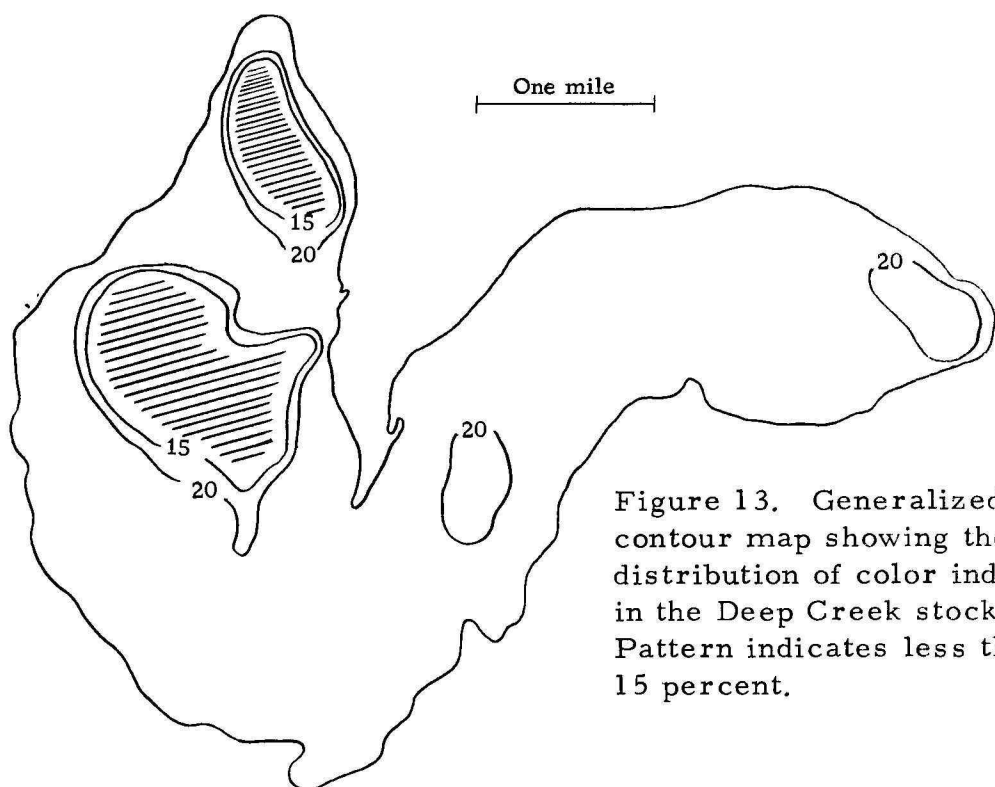 One mile
15
20
20
15
20
20
Figure 13. Generalized
contour map showing the
distribution of color ind
in the Deep Creek stock
Pattern indicates less th
15 percent.